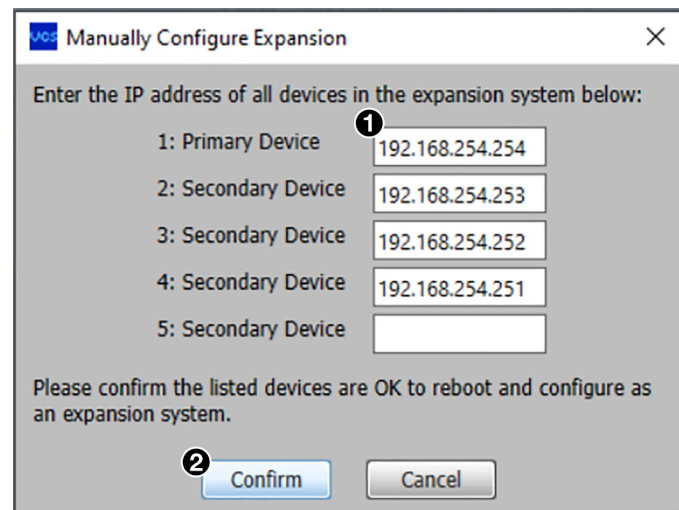 VCS Manually Configure Expansion
Enter the IP address of all devices in the expansion system below:
1
1: Primary Device 192.168.254.254
2: Secondary Device 192.168.254.253
3: Secondary Device 192.168.254.252
4: Secondary Device 192.168.254.251
5: Secondary Device
Please confirm the listed devices are OK to reboot and configure as
an expansion system.
2
Confirm Cancel